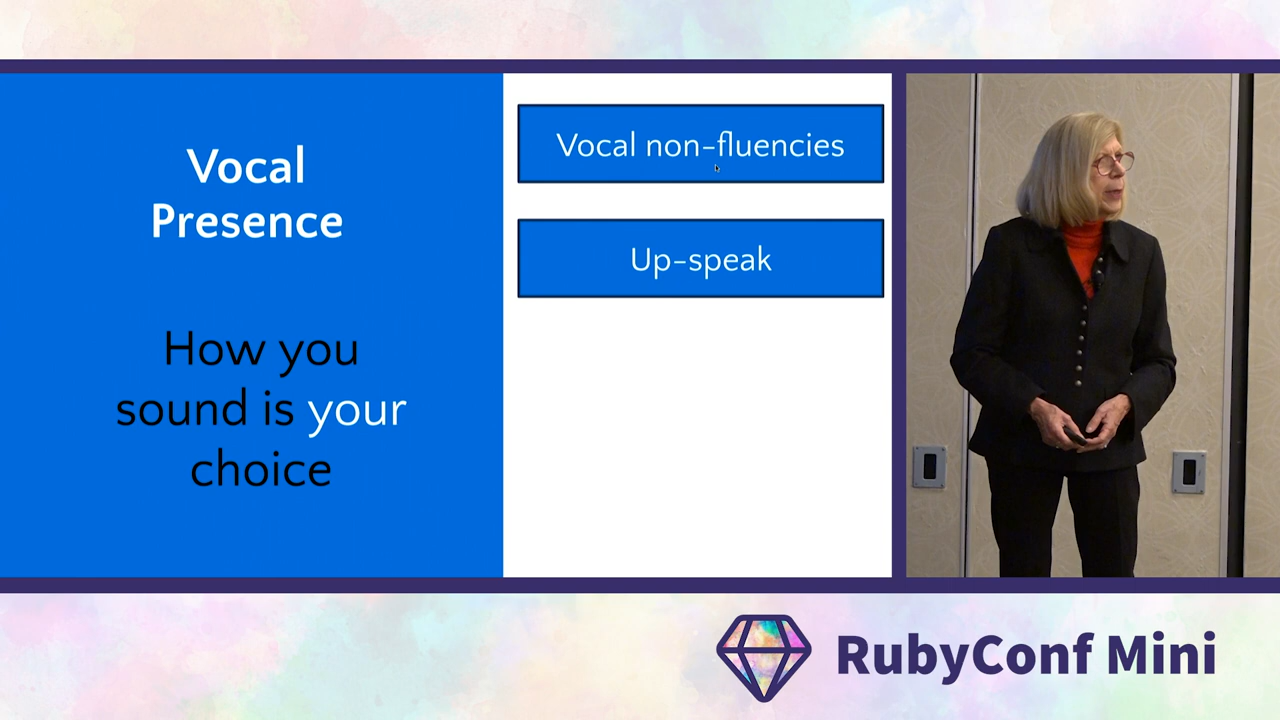 Vocal
Presence
How you
sound is your
choice
Vocal non-fluencies
Up-speak
RubyConf Mini